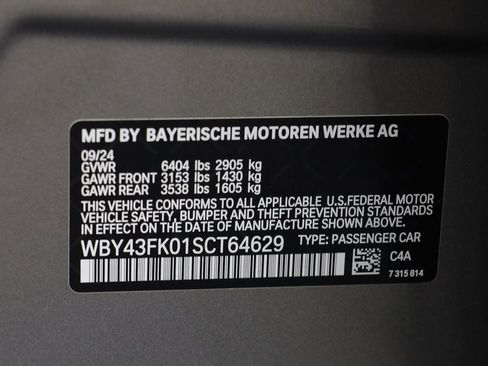 MFD BY BAYERISCHE MOTOREN WERKE AG
09/24
GVWR 6404 lbs 2905 kg
GAWR FRONT 3153 lbs 1430 kg
GAWR REAR 3538 lbs 1605 kg
THIS VEHICLE CONFORMS TO ALL APPLICABLE U.S.FEDERAL MOTOR
VEHICLE SAFETY, BUMPER AND THEFT PREVENTION STANDARDS
IN EFFECT ON THE DATE OF MANUFACTURE SHOWN ABOVE.
WBY43FK01SCT64629 TYPE: PASSENGER CAR
C4A
7 315 814